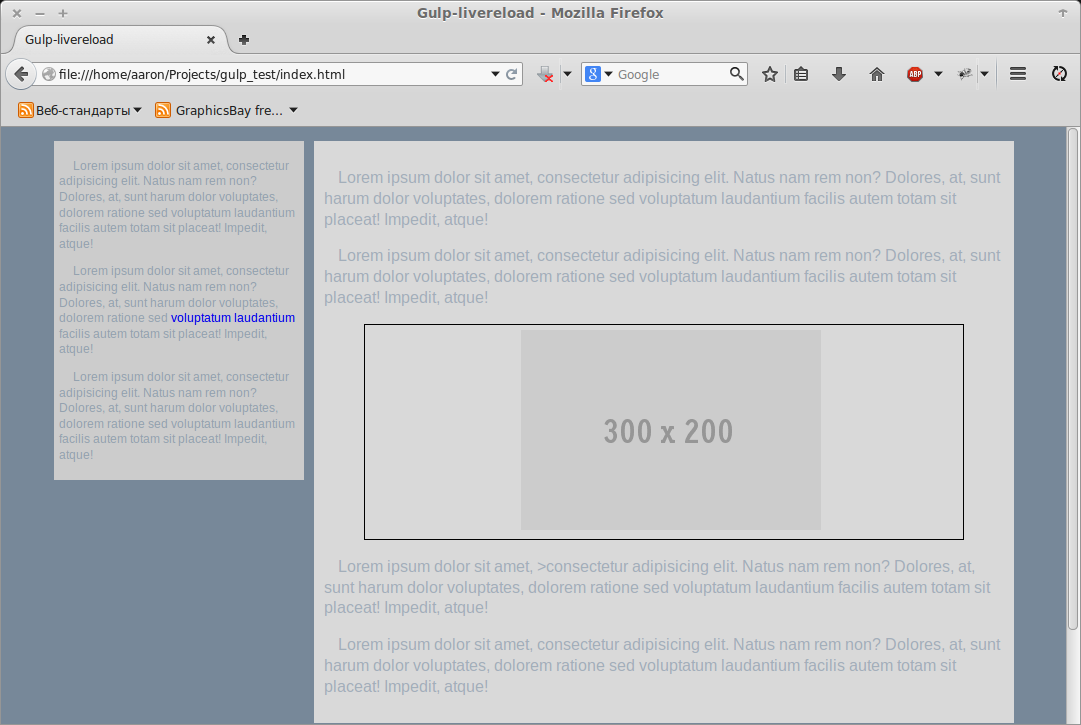 Gulp-livereload - Mozilla Firefox
Gulp-livereload
file:///home/aaron/Projects/gulp_test/index.html
8
Google
ABP
Веб-стандарты
GraphicsBay fre...
Lorem ipsum dolor sit amet, consectetur
adipisicing elit. Natus nam rem non?
Dolores, at, sunt harum dolor voluptates,
dolorem ratione sed voluptatum laudantium
facilis autem totam sit placeat! Impedit,
atque!
Lorem ipsum dolor sit amet, consectetur
adipisicing elit. Natus nam rem non?
Dolores, at, sunt harum dolor voluptates,
dolorem ratione sed voluptatum laudantium
facilis autem totam sit placeat! Impedit,
atque!
Lorem ipsum dolor sit amet, consectetur
adipisicing elit. Natus nam rem non?
Dolores, at, sunt harum dolor voluptates,
dolorem ratione sed voluptatum laudantium
facilis autem totam sit placeat! Impedit,
atque!
Lorem ipsum dolor sit amet, consectetur adipisicing elit. Natus nam rem non? Dolores, at, sunt
harum dolor voluptates, dolorem ratione sed voluptatum laudantium facilis autem totam sit
placeat! Impedit, atque!
Lorem ipsum dolor sit amet, consectetur adipisicing elit. Natus nam rem non? Dolores, at, sunt
harum dolor voluptates, dolorem ratione sed voluptatum laudantium facilis autem totam sit
placeat! Impedit, atque!
300 x 200
Lorem ipsum dolor sit amet, >consectetur adipisicing elit. Natus nam rem non? Dolores, at,
sunt harum dolor voluptates, dolorem ratione sed voluptatum laudantium facilis autem totam sit
placeat! Impedit, atque!
Lorem ipsum dolor sit amet, consectetur adipisicing elit. Natus nam rem non? Dolores, at, sunt
harum dolor voluptates, dolorem ratione sed voluptatum laudantium facilis autem totam sit
placeat! Impedit, atque!